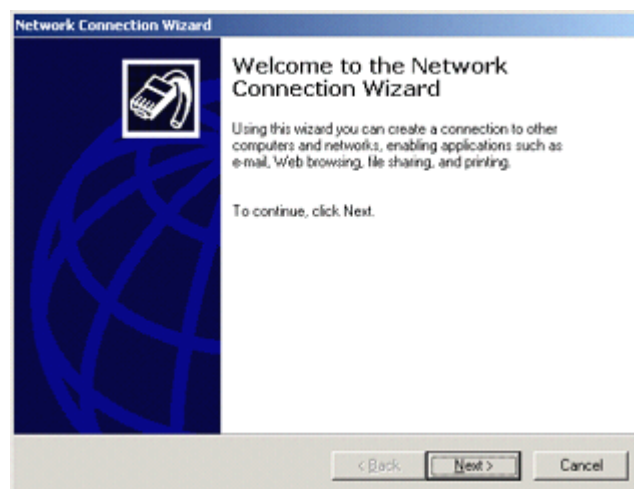 Network Connection Wizard
Welcome to the Network
Connection Wizard
Using this wizard you can create a connection to other
computers and networks, enabling applications such as
e-mail, Web browsing, file sharing, and printing.
To continue, click Next.
< Back
Next >
Cancel